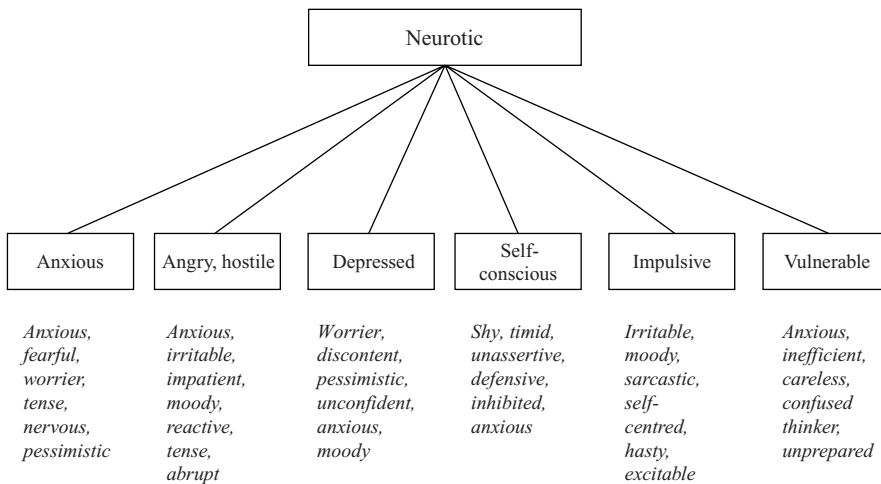 Neurotic
Anxious
Angry, hostile
Depressed
Self-
conscious
Impulsive
Vulnerable
Anxious,
fearful,
worrier,
tense,
nervous,
pessimistic
Anxious,
irritable,
impatient,
moody,
reactive,
tense,
abrupt
Worrier,
discontent,
pessimistic,
unconfident,
anxious,
moody
Shy, timid,
unassertive,
defensive,
inhibited,
anxious
Irritable,
moody,
sarcastic,
self-
centred,
hasty,
excitable
Anxious,
inefficient,
careless,
confused
thinker,
unprepared